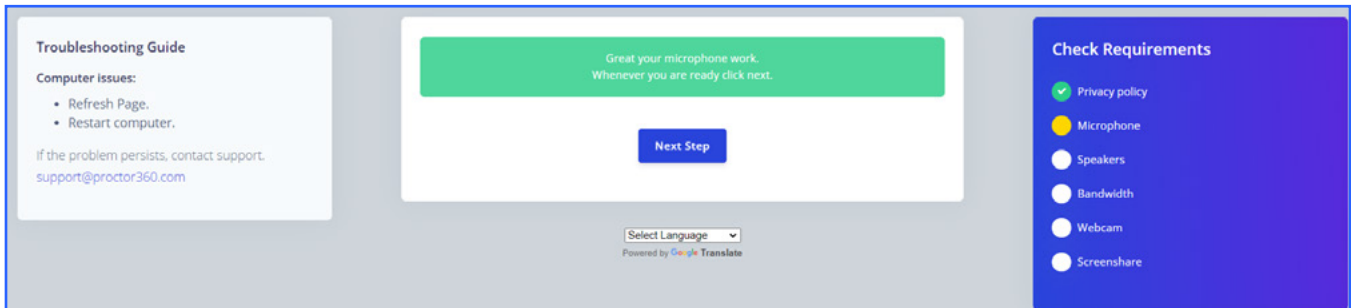 Troubleshooting Guide
Computer issues:
• Refresh Page.
• Restart computer.
If the problem persists, contact support.
support@proctor360.com
Great your microphone work.
Whenever you are ready click next.
Next Step
Select Language
Powered by Google Translate
Check Requirements
Privacy policy
Microphone
Speakers
Bandwidth
Webcam
Screenshare